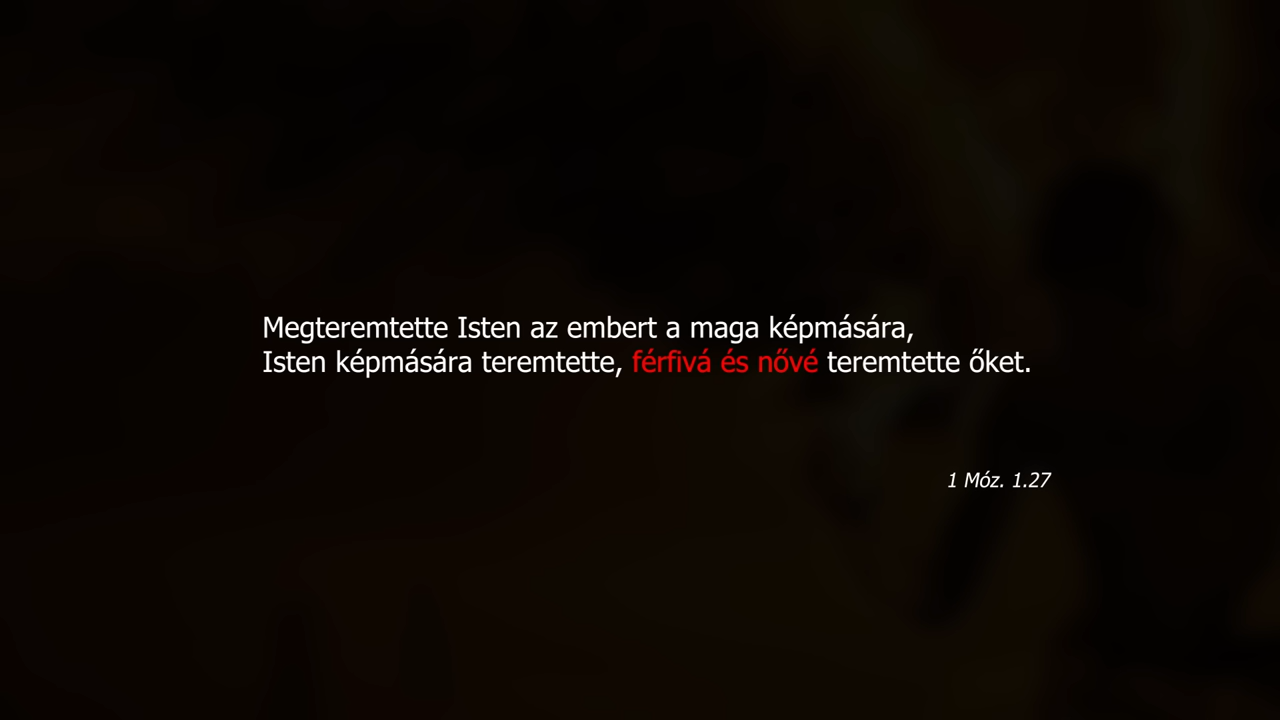 Megteremtette Isten az embert a maga képmására,
Isten képmására teremtette, férfivá és nővé teremtette őket.
1 Móz. 1.27